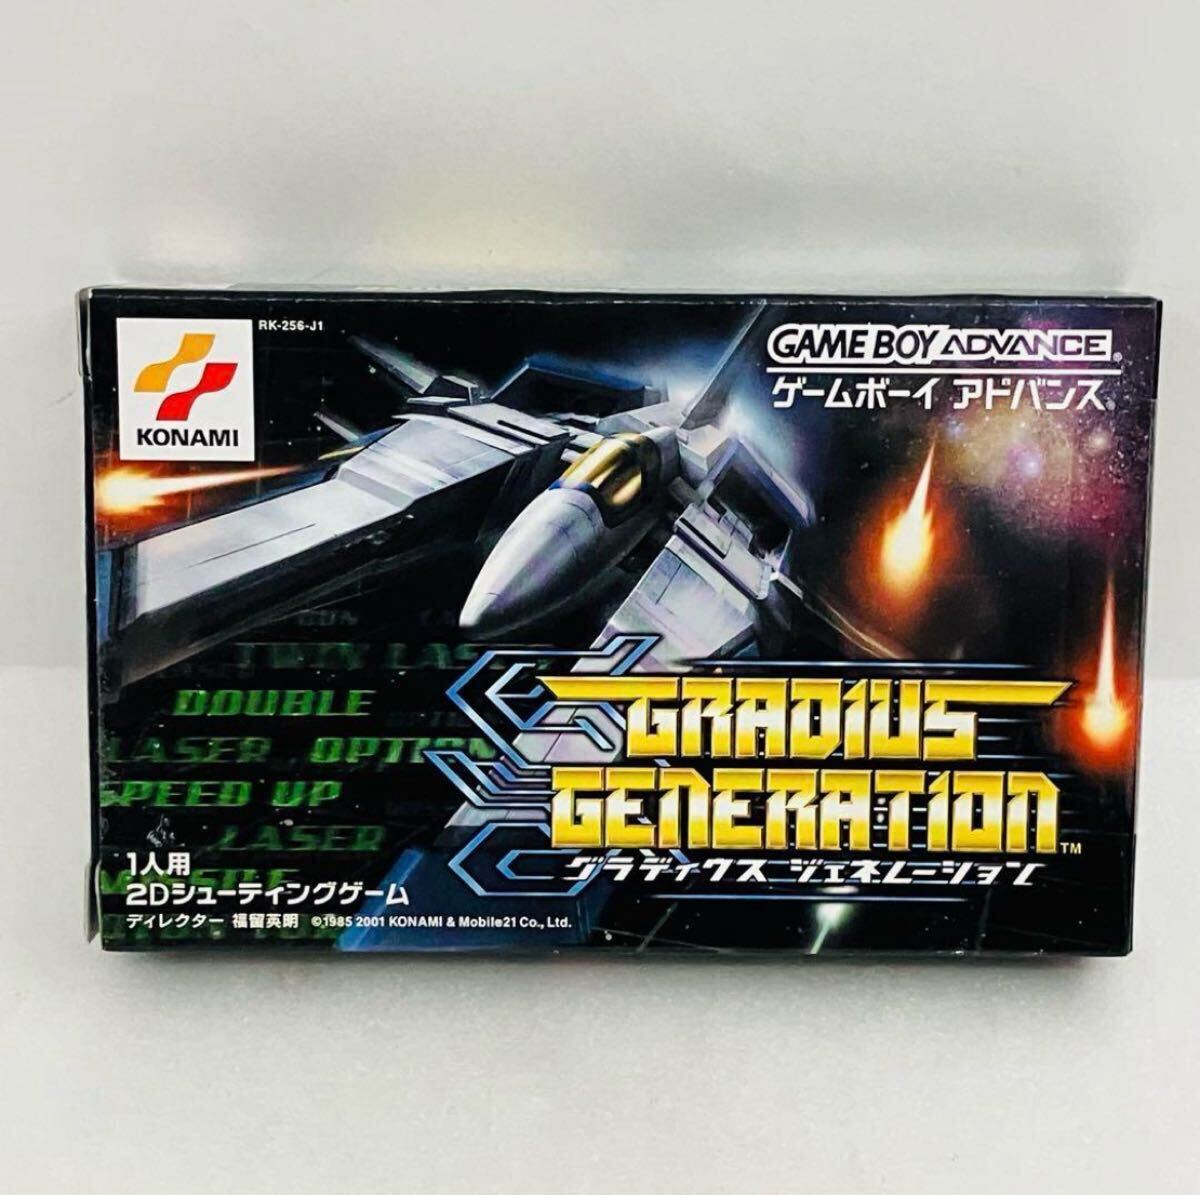 KONAMI
RK-256-J1
GAME BOY ADVANCE®
ゲームボーイ アドバンス®
TWIN LASER
DOUBLE
LASER OPTION
SPEED UP
LASER
GRADIUS
GENERATION™
グラディウス ジェネレーション
1人用
2Dシューティングゲーム
ディレクター 福留英明 ©1985 2001 KONAMI & Mobile21 Co., Ltd.